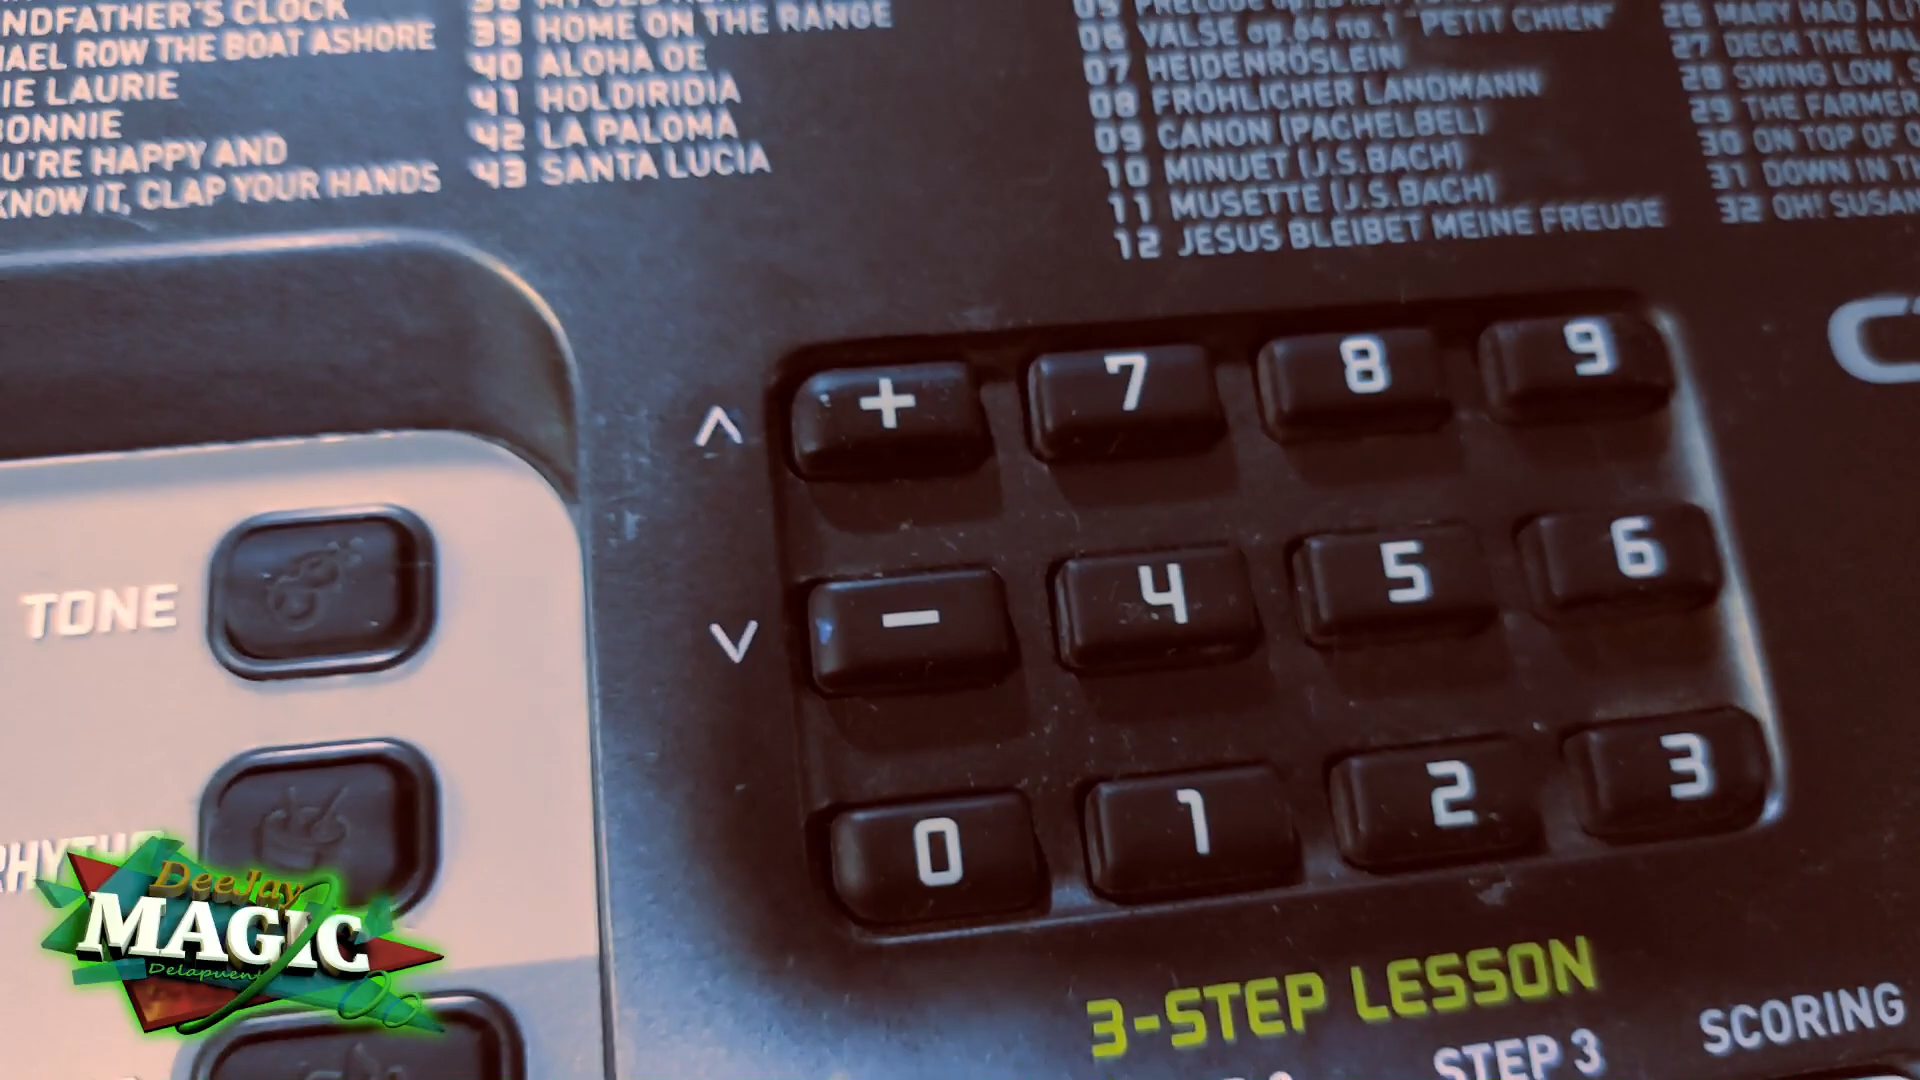 NDFATHER'S CLOCK
AEL ROW THE BOAT ASHORE
IE LAURIE
BONNIE
U'RE HAPPY AND
KNOW IT, CLAP YOUR HANDS
39 HOME ON THE RANGE
40 ALOHA OE
41 HOLDIRIDIA
42 LA PALOMA
43 SANTA LUCIA
06 VALSE op.64 no.1 "PETIT CHIEN"
07 HEIDENRÖSLEIN
08 FRÖHLICHER LANDMANN
09 CANON (PACHELBEL)
10 MINUET (J.S.BACH)
11 MUSETTE (J.S.BACH)
12 JESUS BLEIBET MEINE FREUDE
26 MARY HAD A
27 DECK THE HAL
28 SWING LOW,
29 THE FARMER
30 ON TOP OF
31 DOWN IN TH
32 OH! SUSAN
+ 7 8 9
TONE
- 4 5 6
0 1 2 3
RHYTH
DeeJay
MAGIC
Delapuent
3-STEP LESSON
STEP 3
SCORING